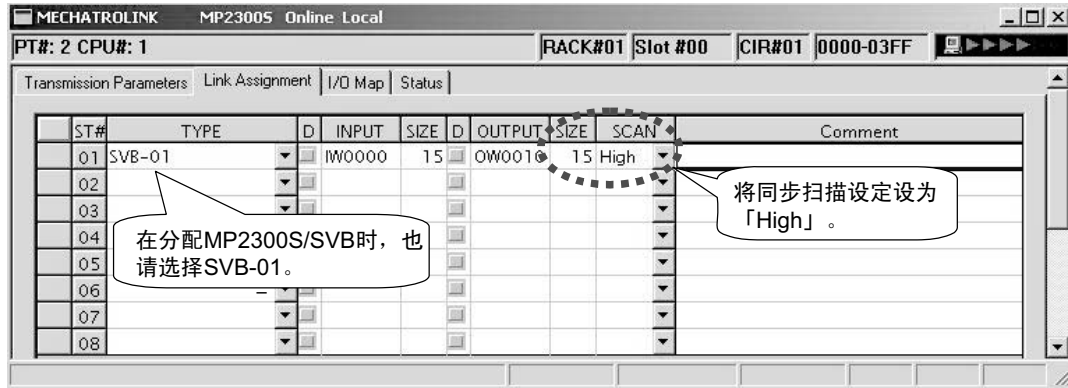 MECHATROLINK MP2300S Online Local
PT#: 2 CPU#: 1 RACK#01 Slot #00 CIR#01 0000-03FF
Transmission Parameters Link Assignment I/O Map Status
ST# TYPE D INPUT SIZE D OUTPUT SIZE SCAN Comment
01 SVB-01 IW0000 15 OW0010 15 High
02
03
04
05
06
07
08
将同步扫描设定设为
「High」。
在分配MP2300S/SVB时，也
请选择SVB-01。